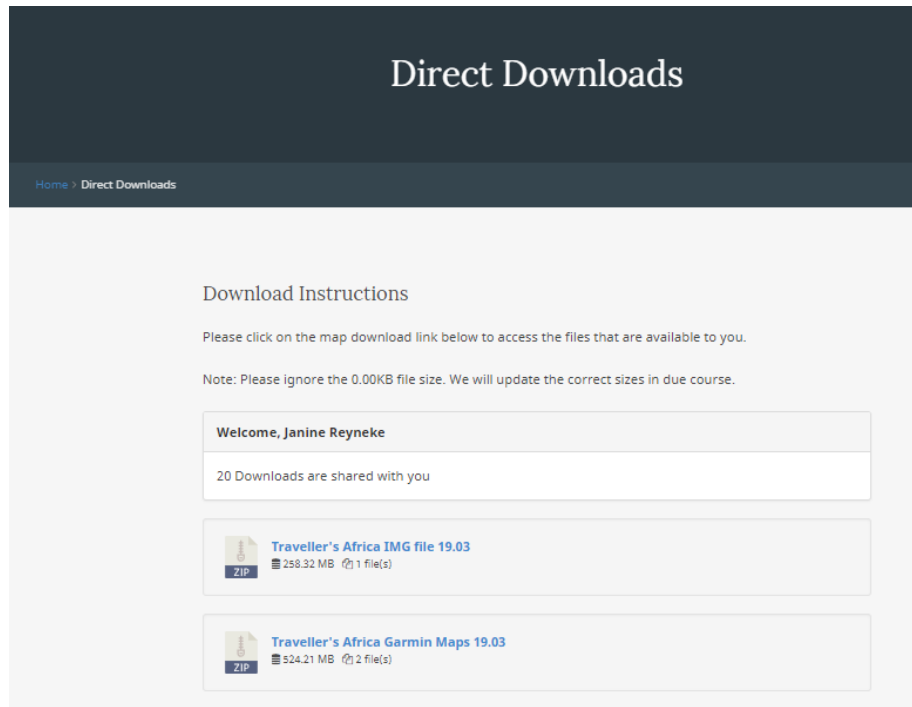 Direct Downloads
Home > Direct Downloads
Download Instructions
Please click on the map download link below to access the files that are available to you.
Note: Please ignore the 0.00KB file size. We will update the correct sizes in due course.
Welcome, Janine Reyneke
20 Downloads are shared with you
Traveller's Africa IMG file 19.03
258.32 MB 1 file(s)
ZIP
Traveller's Africa Garmin Maps 19.03
524.21 MB 2 file(s)
ZIP